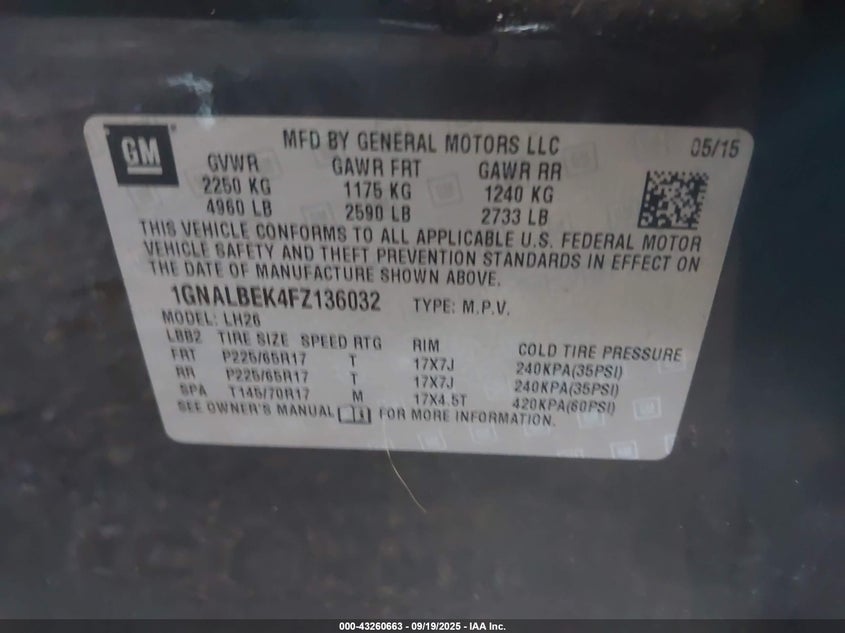 GM
MFD BY GENERAL MOTORS LLC 05/15
GVWR GAWR FRT GAWR RR
2250 KG 1175 KG 1240 KG
4960 LB 2590 LB 2733 LB
THIS VEHICLE CONFORMS TO ALL APPLICABLE U.S. FEDERAL MOTOR
VEHICLE SAFETY AND THEFT PREVENTION STANDARDS IN EFFECT ON
THE DATE OF MANUFACTURE SHOWN ABOVE.
1GNALBEK4FZ136032 TYPE: M.P.V.
MODEL: LH26
LBB2 TIRE SIZE SPEED RTG RIM COLD TIRE PRESSURE
FRT P225/65R17 T 17X7J 240KPA(35PSI)
RR P225/65R17 T 17X7J 240KPA(35PSI)
SPA T145/70R17 M 17X4.5T 420KPA(60PSI)
SEE OWNER'S MANUAL FOR MORE INFORMATION.
000-43260663 - 09/19/2025 - IAA Inc.